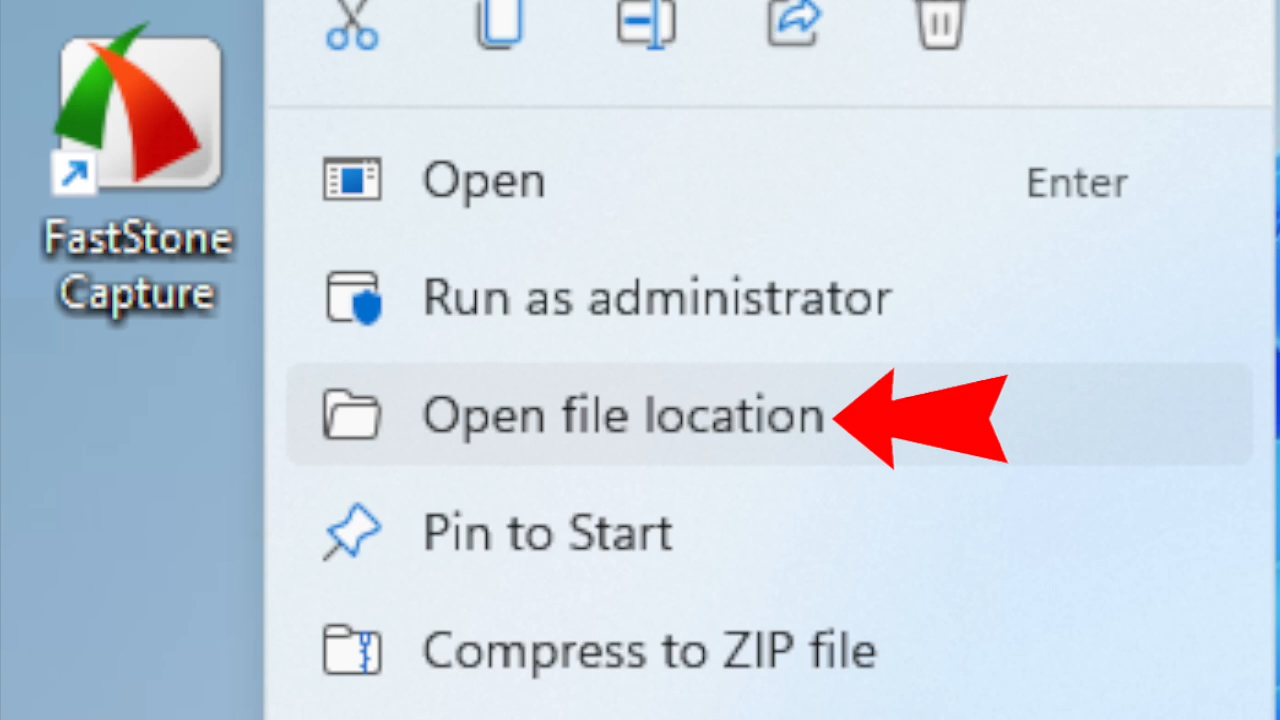 FastStone
Capture
Open Enter
Run as administrator
Open file location
Pin to Start
Compress to ZIP file